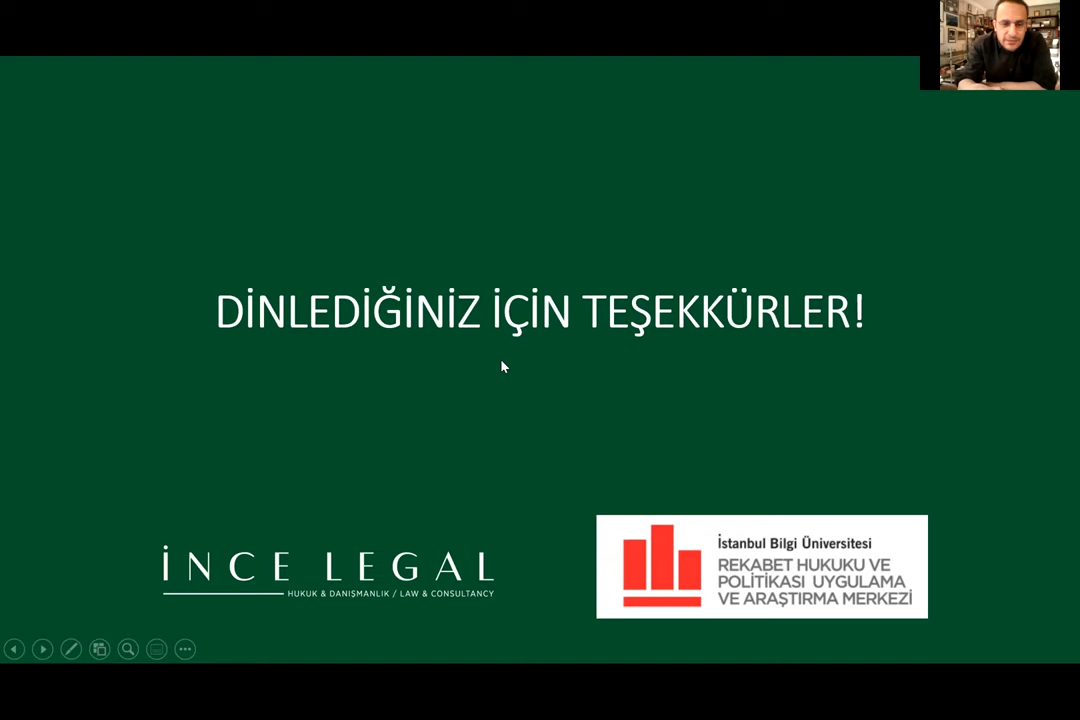 DİNLEDİĞİNİZ İÇİN TEŞEKKÜRLER!
İNCE LEGAL
HUKUK & DANIŞMANLIK / LAW & CONSULTANCY
İstanbul Bilgi Üniversitesi
REKABET HUKUKU VE
POLİTİKASI UYGULAMA
VE ARAŞTIRMA MERKEZİ